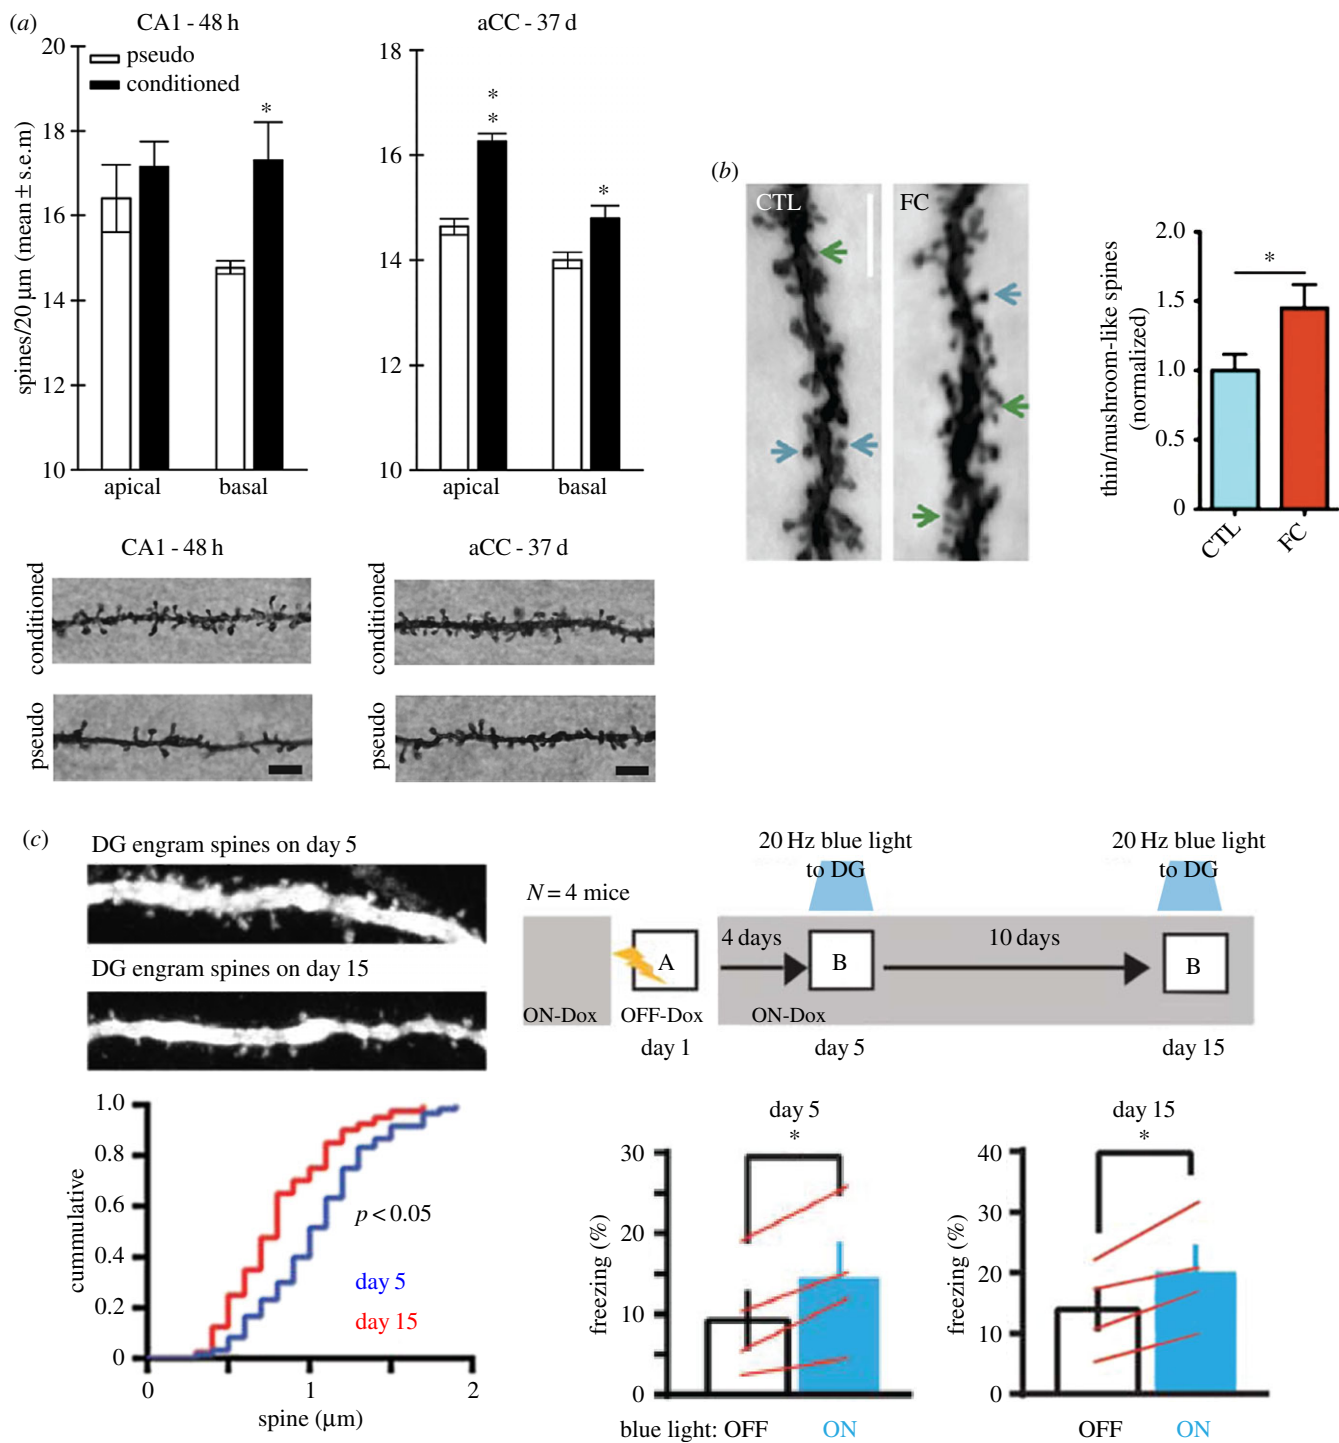 (a)
CA1 - 48 h
20
18
16
14
12
10
spines/20 µm (mean ± s.e.m)
pseudo
conditioned
*
apical
basal
aCC - 37 d
18
16
14
12
10
*
*
*
apical
basal
CA1 - 48 h
aCC - 37 d
conditioned
pseudo
conditioned
pseudo
(b)
CTL
FC
thin/mushroom-like spines
(normalized)
2.0
1.5
1.0
0.5
0
*
CTL
FC
(c)
DG engram spines on day 5
DG engram spines on day 15
cummulative
1.0
0.8
0.6
0.4
0.2
0
p < 0.05
day 5
day 15
0
1
2
spine (µm)
20 Hz blue light
to DG
20 Hz blue light
to DG
N = 4 mice
4 days
10 days
A
B
B
ON-Dox
OFF-Dox
ON-Dox
day 1
day 5
day 15
day 5
*
freezing (%)
30
20
10
0
blue light: OFF
ON
day 15
*
freezing (%)
40
30
20
10
0
OFF
ON